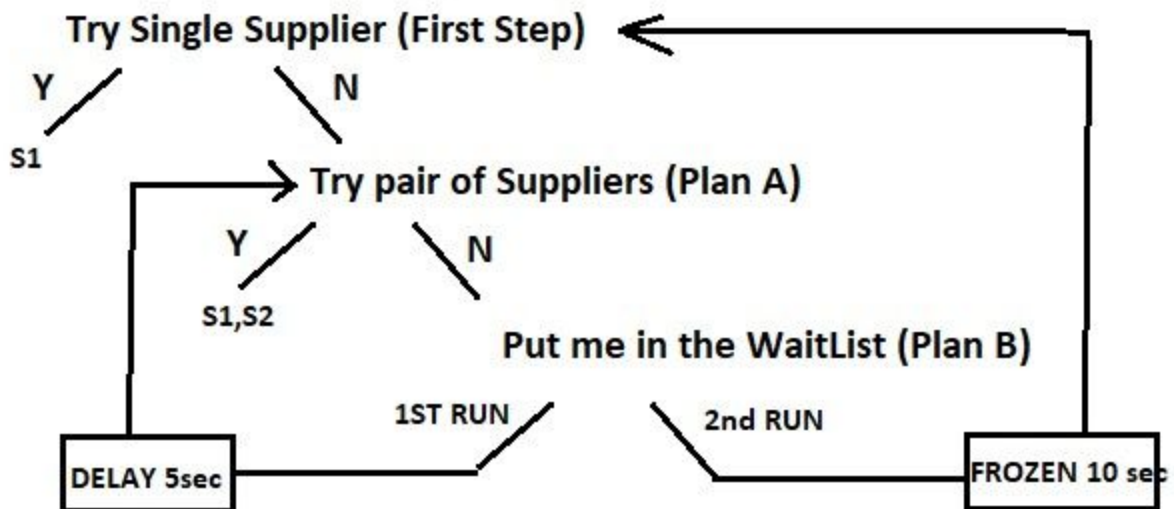 Try Single Supplier (First Step)
Y
N
S1
Try pair of Suppliers (Plan A)
Y
N
S1,S2
Put me in the WaitList (Plan B)
1ST RUN
2nd RUN
DELAY 5sec
FROZEN 10 sec